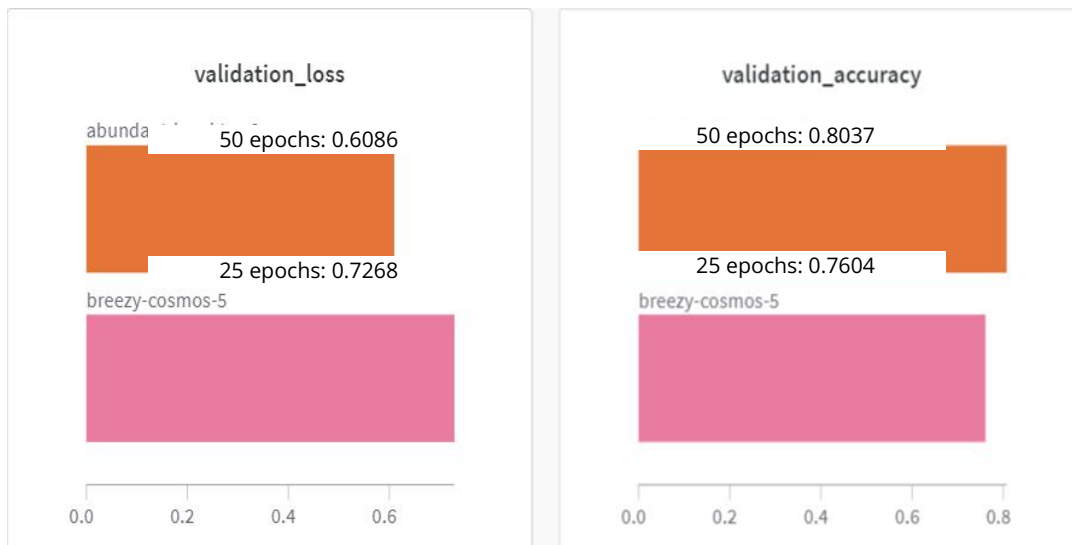 validation_loss
abunda
50 epochs: 0.6086
25 epochs: 0.7268
breezy-cosmos-5
0.0 0.2 0.4 0.6
validation_accuracy
50 epochs: 0.8037
25 epochs: 0.7604
breezy-cosmos-5
0.0 0.2 0.4 0.6 0.8